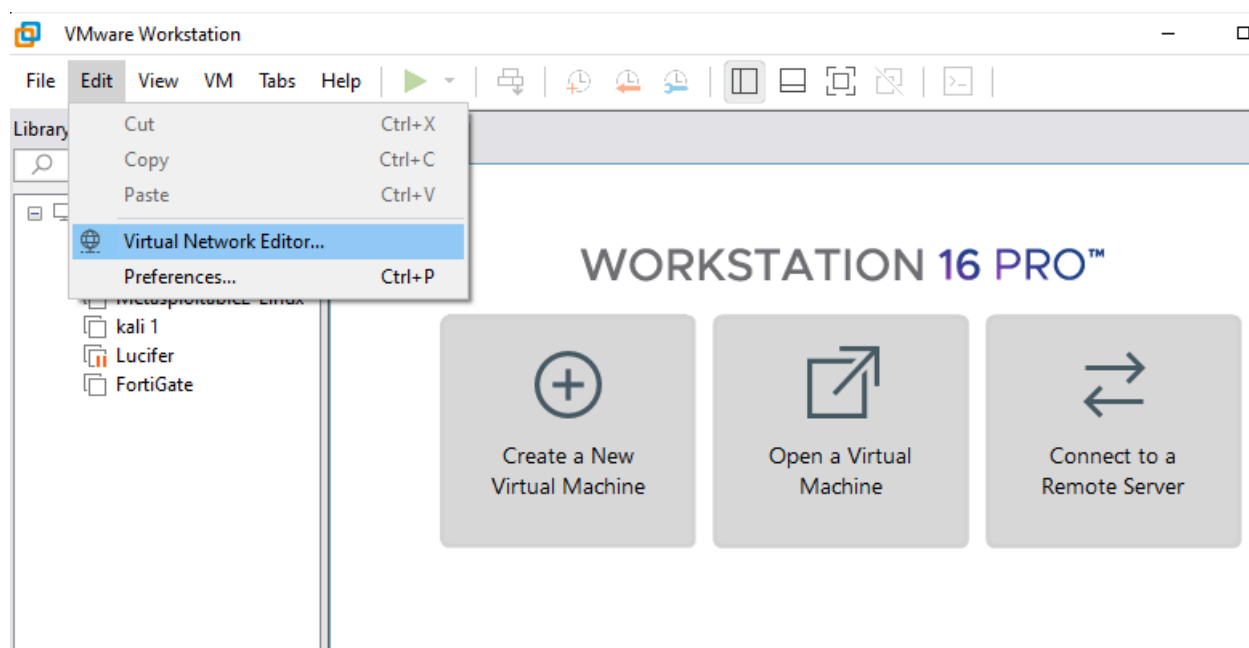 VMware Workstation
File Edit View VM Tabs Help
Library
Cut Ctrl+X
Copy Ctrl+C
Paste Ctrl+V
Virtual Network Editor...
Preferences... Ctrl+P
Metasploitable2-Linux
kali 1
Lucifer
FortiGate
WORKSTATION 16 PRO™
Create a New
Virtual Machine
Open a Virtual
Machine
Connect to a
Remote Server